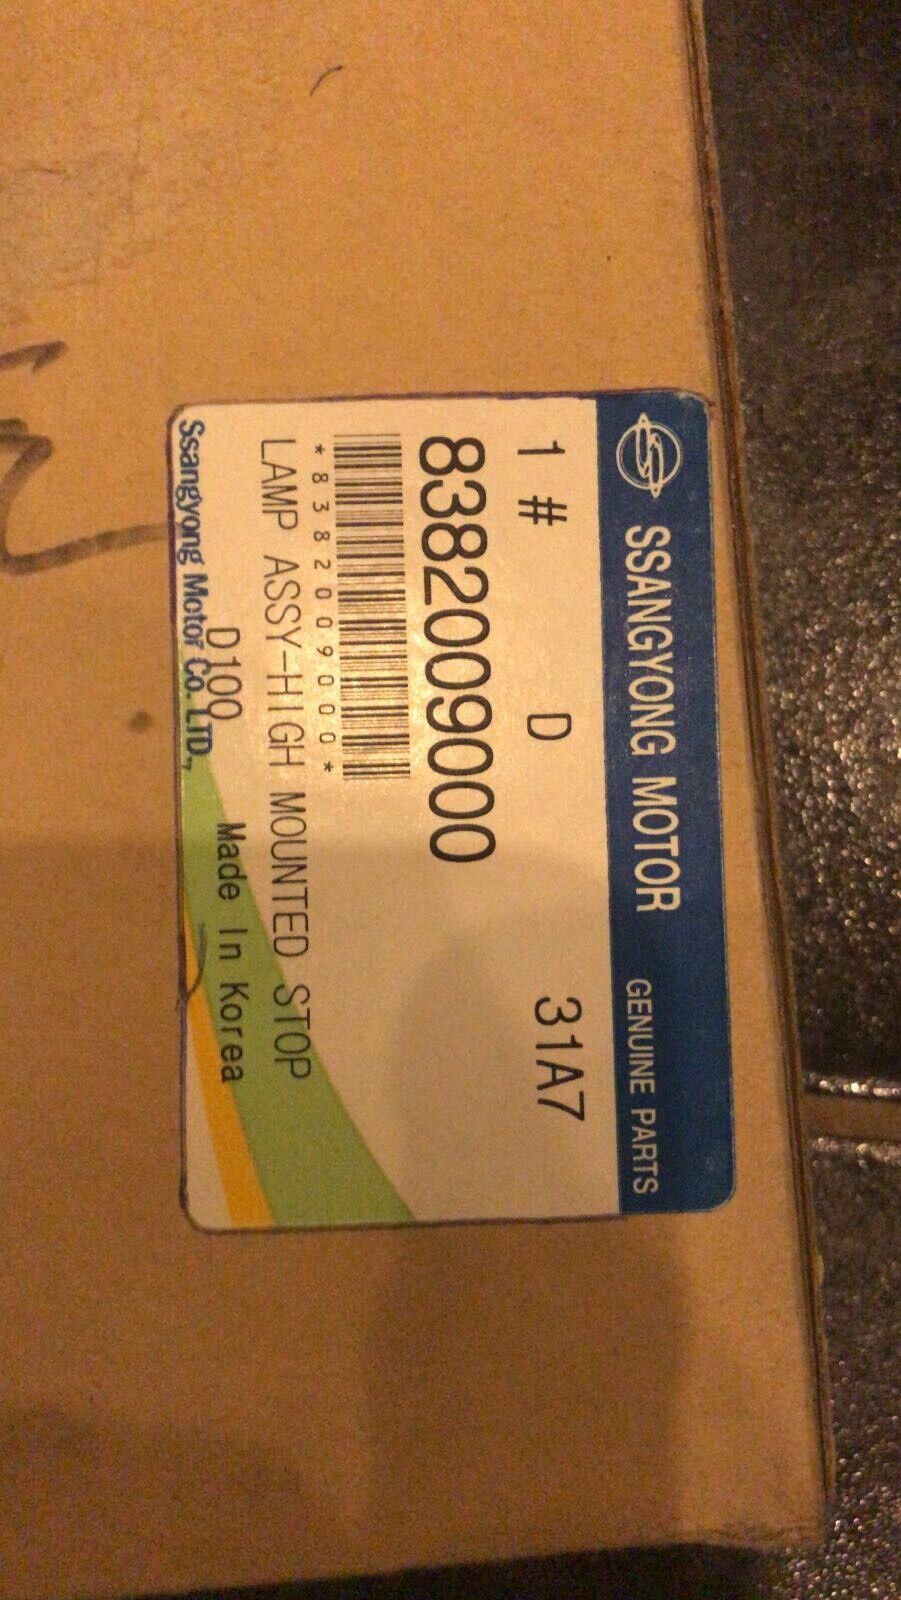 SSANGYONG MOTOR GENUINE PARTS
1 # D 31A7
8382009000
*8382009000*
LAMP ASSY-HIGH MOUNTED STOP
D100 Made In Korea
Ssangyong Motor Co. LTD.,